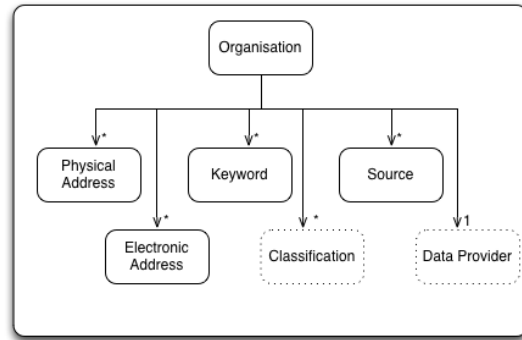 Organisation
* * *
Physical
Address
Keyword
Source
* * 1
Electronic
Address
Classification
Data Provider